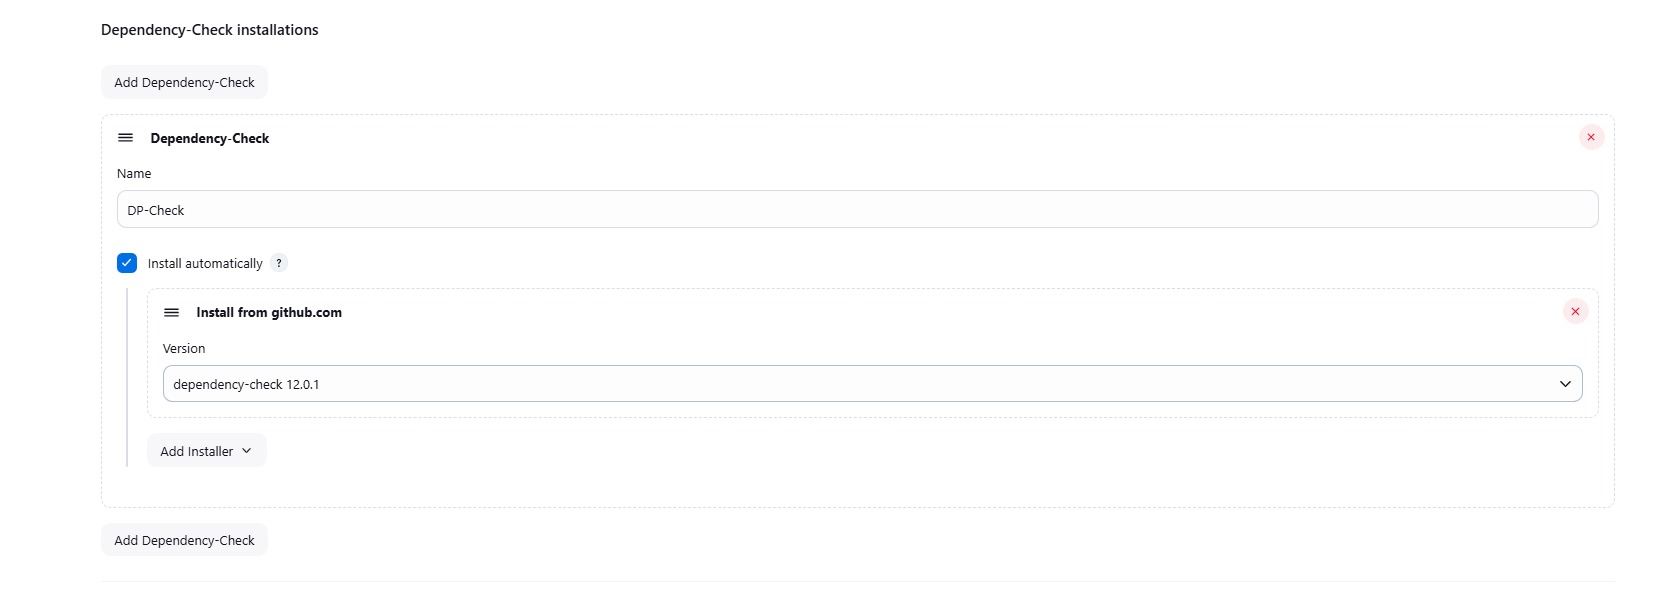 Dependency-Check installations
Add Dependency-Check
Dependency-Check
Name
DP-Check
Install automatically ?
Install from github.com
Version
dependency-check 12.0.1
Add Installer
Add Dependency-Check